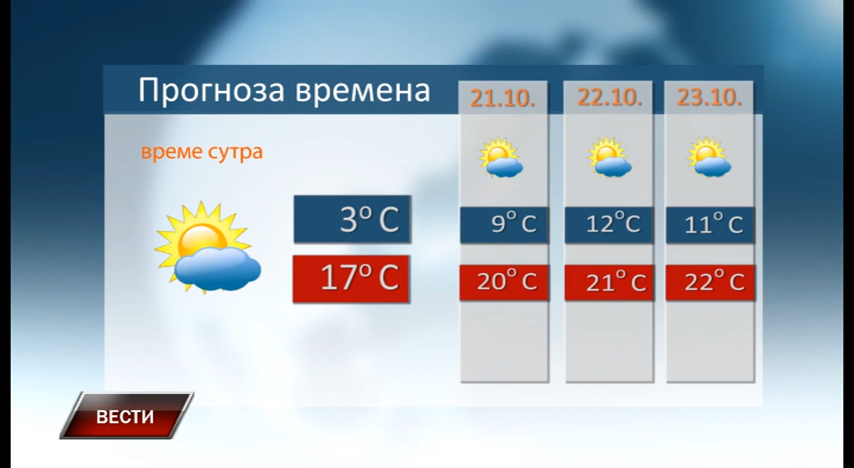 Прогноза времена
време сутра
3° C
17° C
21.10.
9° C
20° C
22.10.
12°C
21° C
23.10.
11° C
22° C
ВЕСТИ